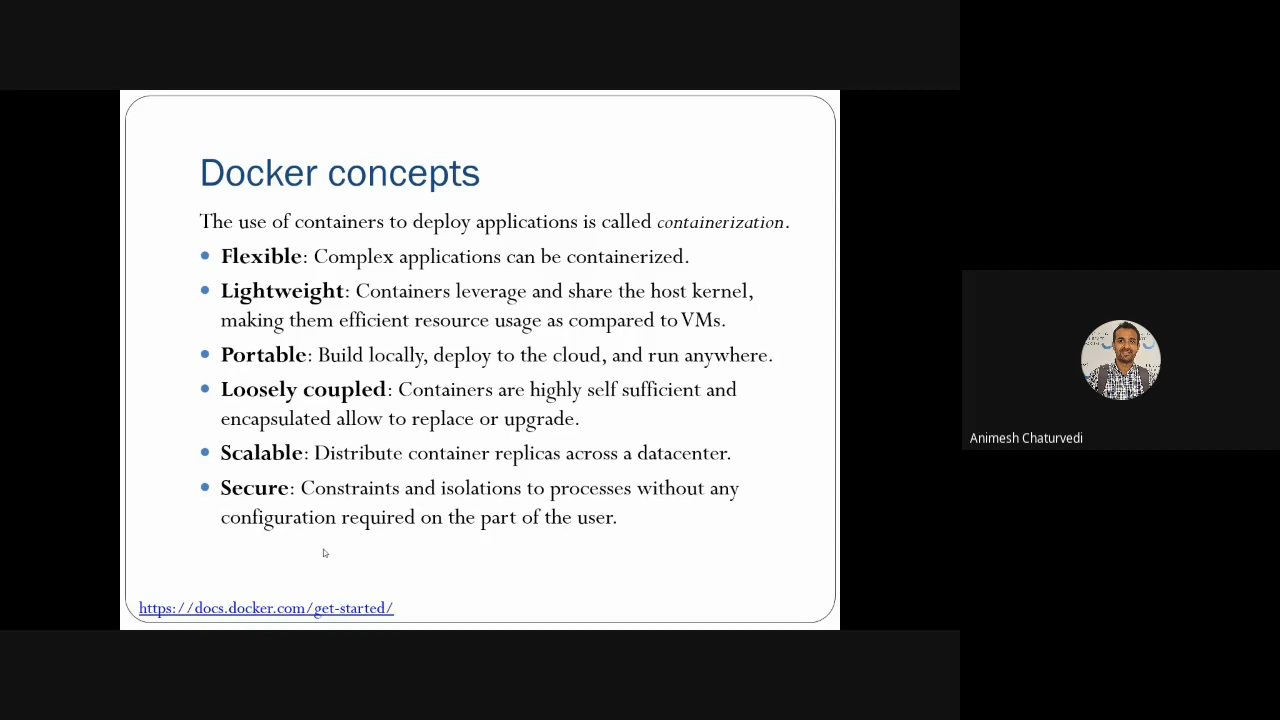 Docker concepts
The use of containers to deploy applications is called containerization.
• Flexible: Complex applications can be containerized.
• Lightweight: Containers leverage and share the host kernel,
making them efficient resource usage as compared to VMs.
• Portable: Build locally, deploy to the cloud, and run anywhere.
• Loosely coupled: Containers are highly self sufficient and
encapsulated allow to replace or upgrade.
• Scalable: Distribute container replicas across a datacenter.
• Secure: Constraints and isolations to processes without any
configuration required on the part of the user.
https://docs.docker.com/get-started/
Animesh Chaturvedi